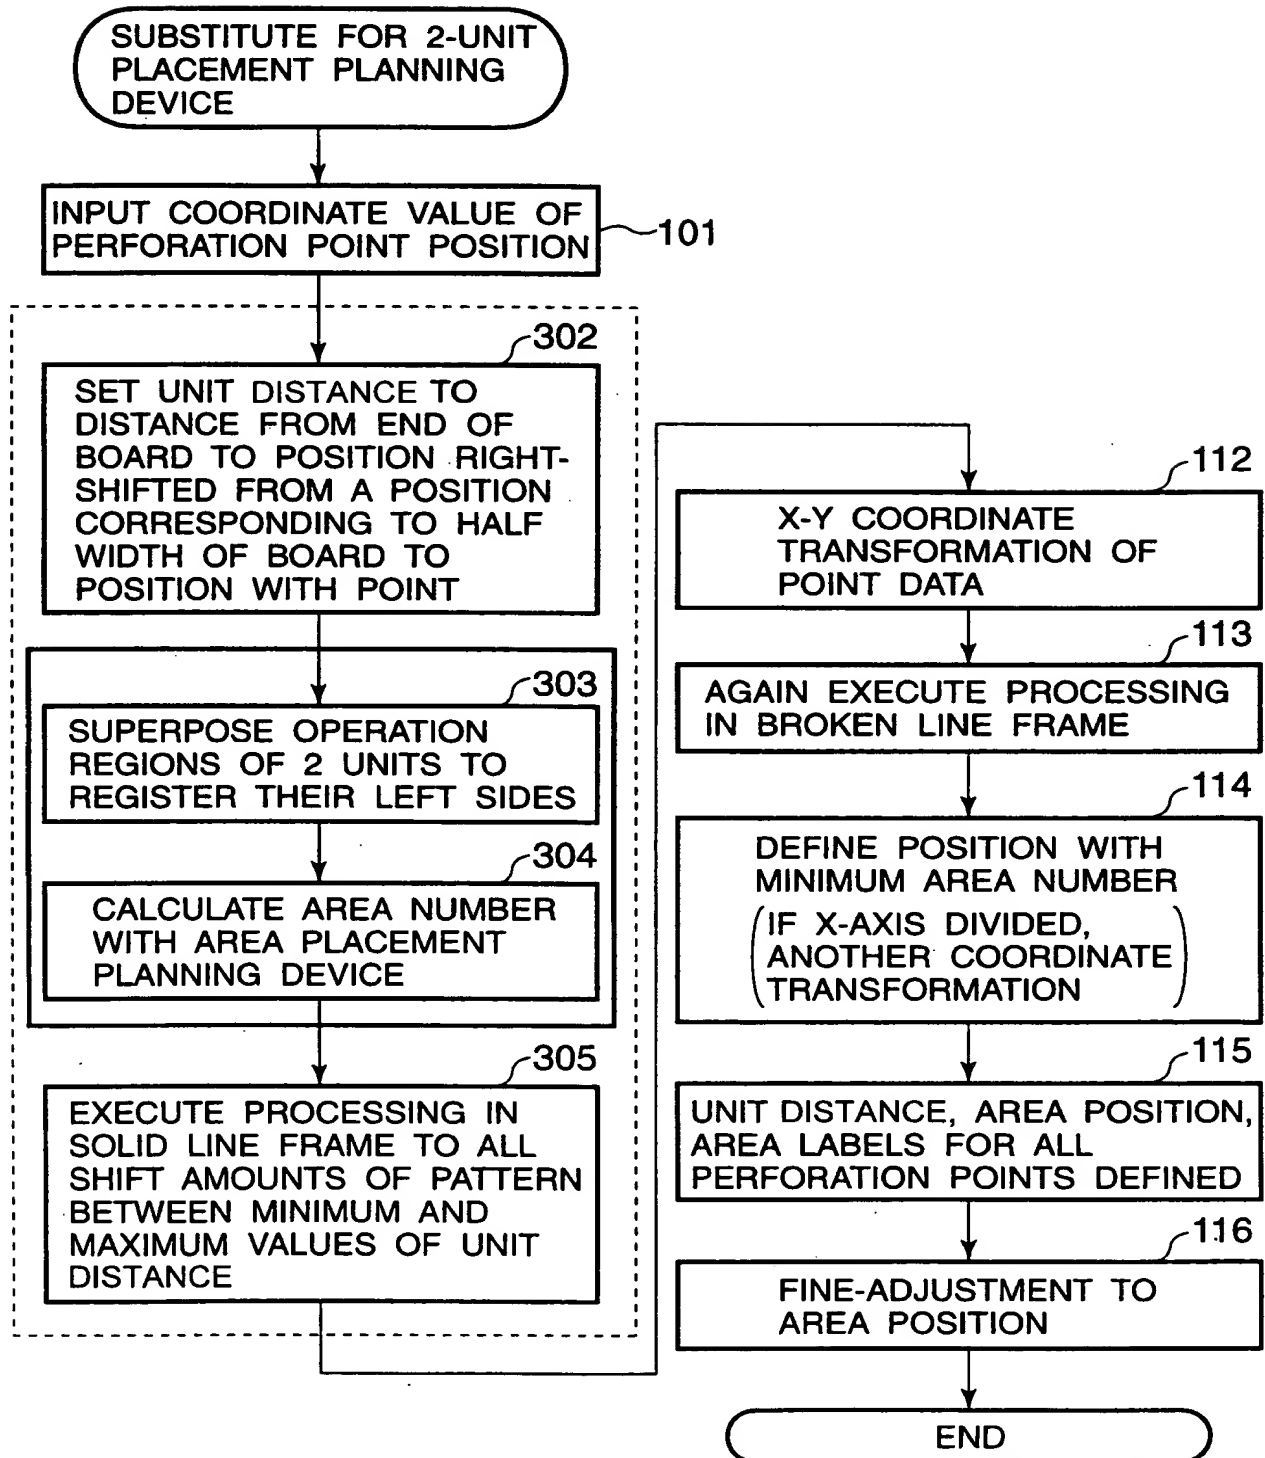 SUBSTITUTE FOR 2-UNIT
PLACEMENT PLANNING
DEVICE
INPUT COORDINATE VALUE OF
PERFORATION POINT POSITION
101
302
SET UNIT DISTANCE TO
DISTANCE FROM END OF
BOARD TO POSITION RIGHT-
SHIFTED FROM A POSITION
CORRESPONDING TO HALF
WIDTH OF BOARD TO
POSITION WITH POINT
303
SUPERPOSE OPERATION
REGIONS OF 2 UNITS TO
REGISTER THEIR LEFT SIDES
304
CALCULATE AREA NUMBER
WITH AREA PLACEMENT
PLANNING DEVICE
305
EXECUTE PROCESSING IN
SOLID LINE FRAME TO ALL
SHIFT AMOUNTS OF PATTERN
BETWEEN MINIMUM AND
MAXIMUM VALUES OF UNIT
DISTANCE
112
X-Y COORDINATE
TRANSFORMATION OF
POINT DATA
113
AGAIN EXECUTE PROCESSING
IN BROKEN LINE FRAME
114
DEFINE POSITION WITH
MINIMUM AREA NUMBER
(IF X-AXIS DIVIDED,
ANOTHER COORDINATE
TRANSFORMATION)
115
UNIT DISTANCE, AREA POSITION,
AREA LABELS FOR ALL
PERFORATION POINTS DEFINED
116
FINE-ADJUSTMENT TO
AREA POSITION
END